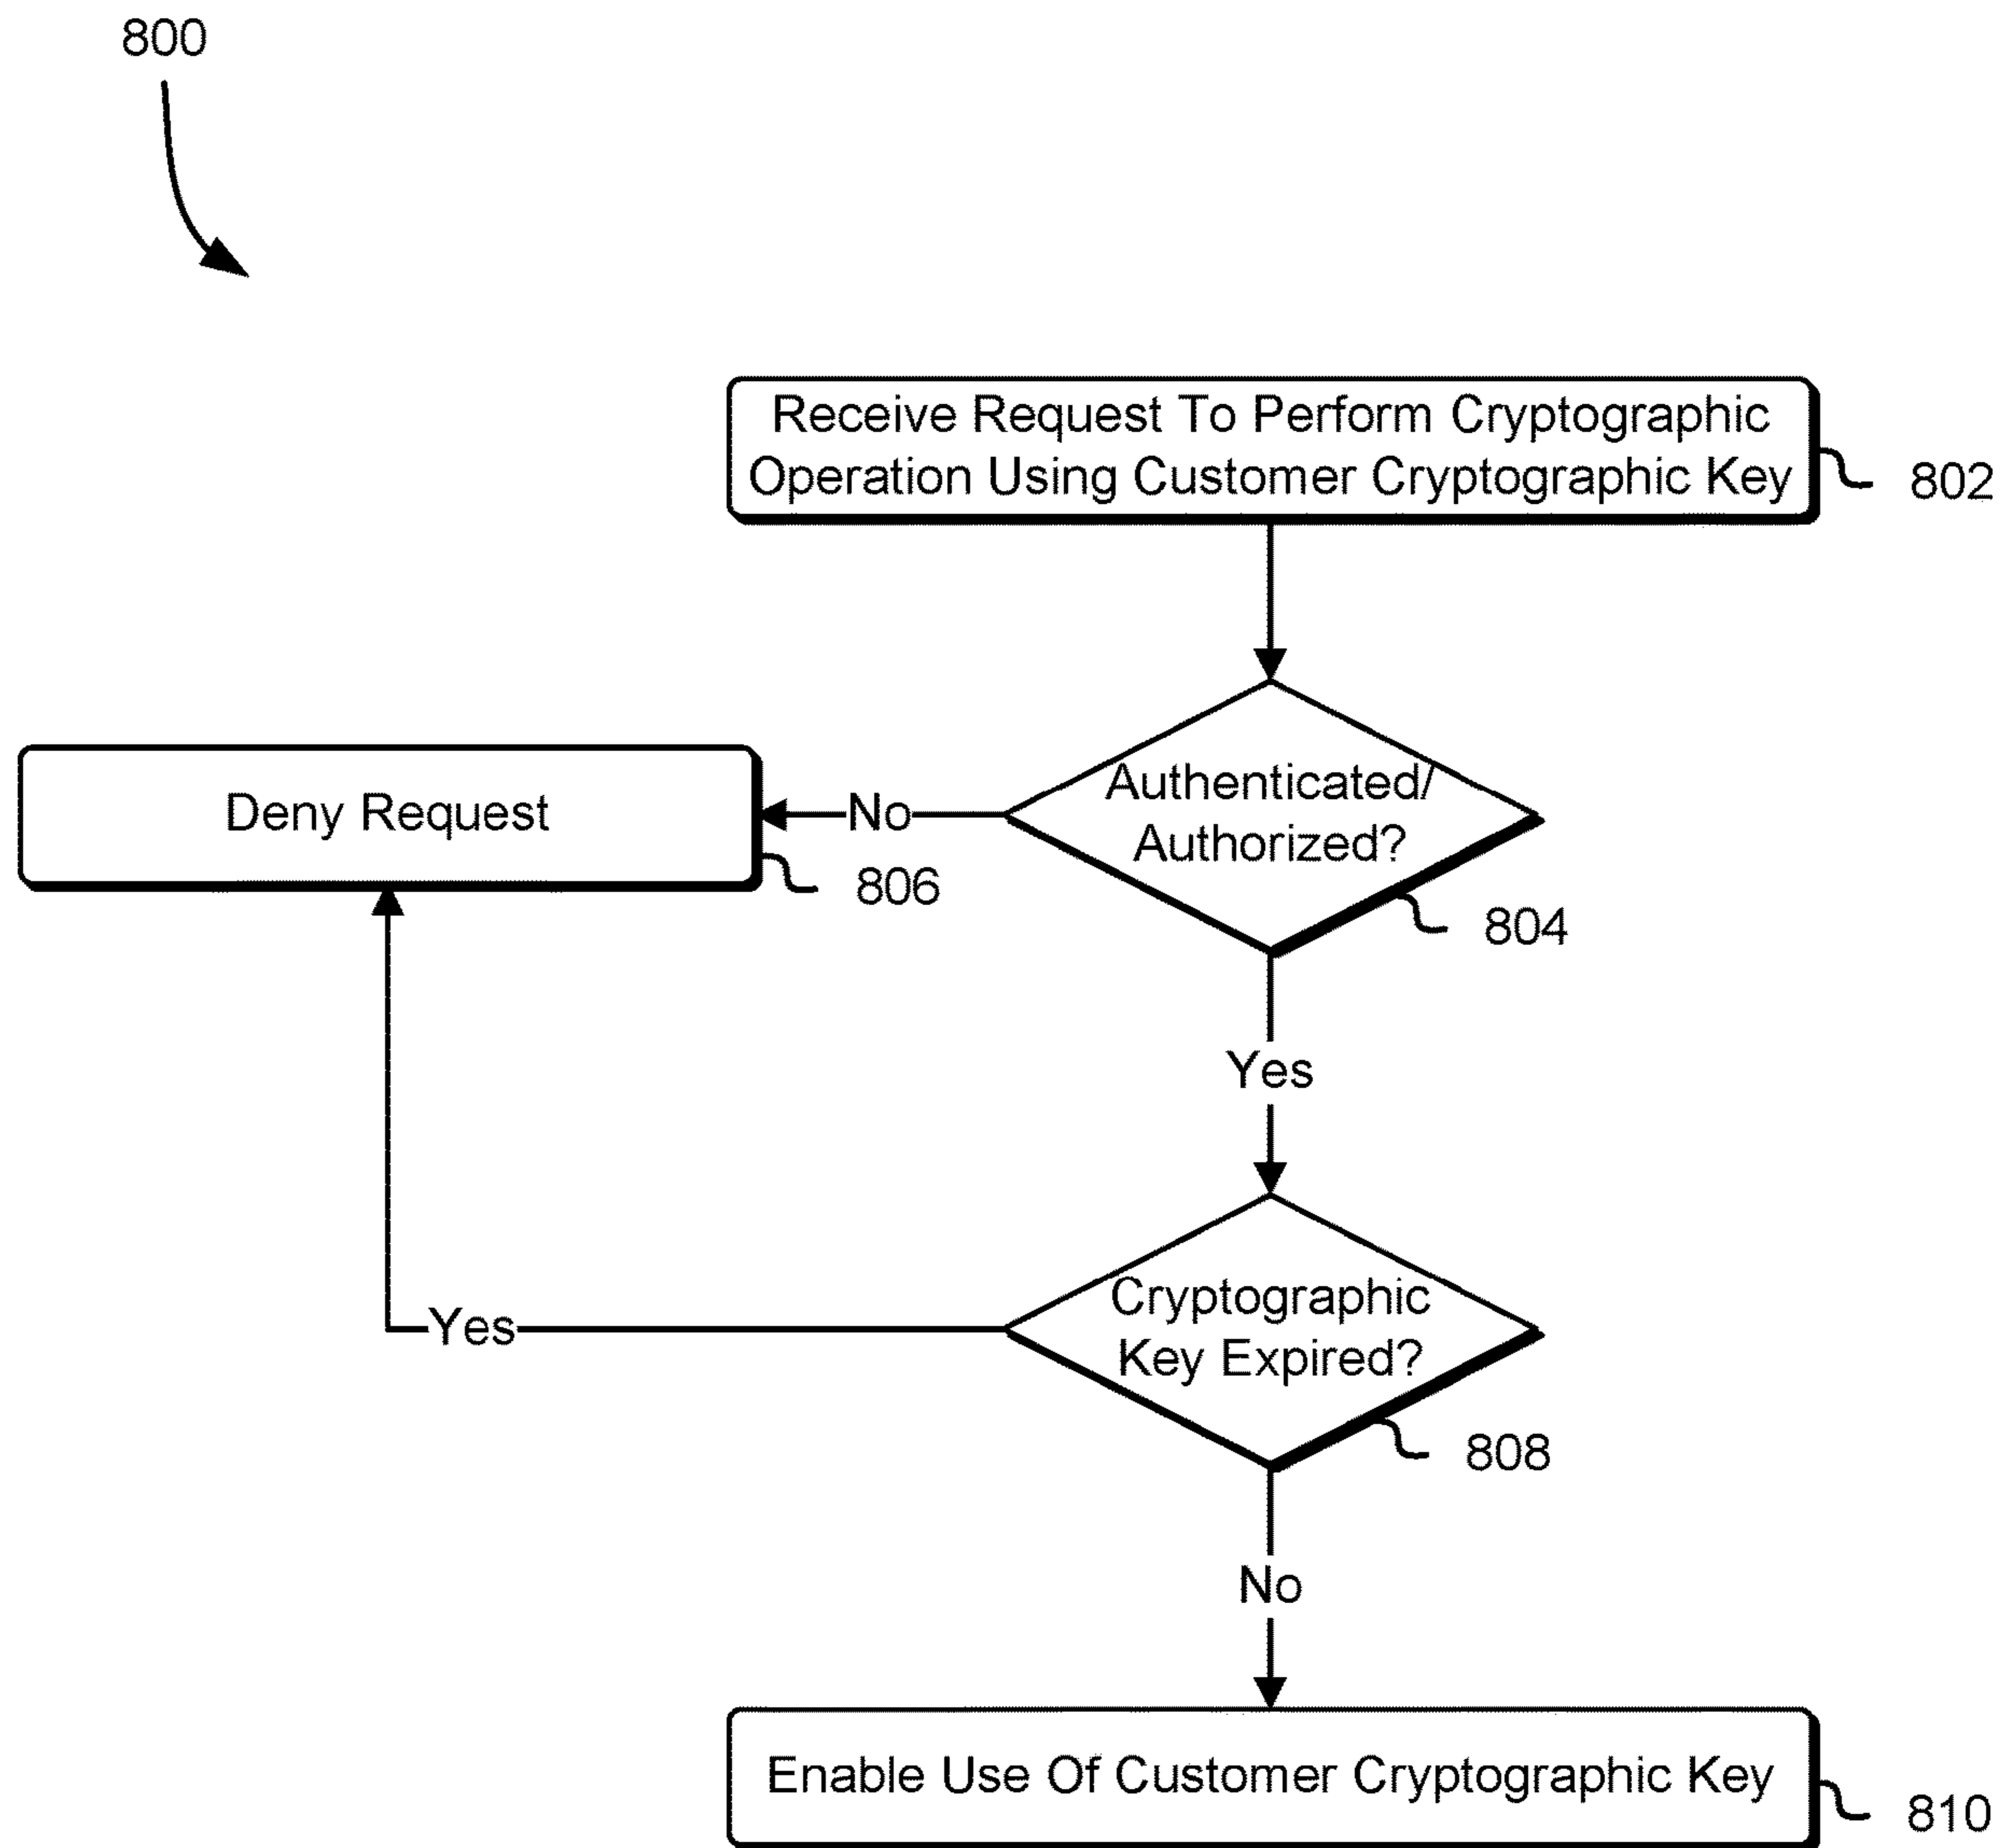 800
Receive Request To Perform Cryptographic
Operation Using Customer Cryptographic Key
802
Authenticated/
Authorized?
804
No
Deny Request
806
Yes
Cryptographic
Key Expired?
808
Yes
No
Enable Use Of Customer Cryptographic Key
810